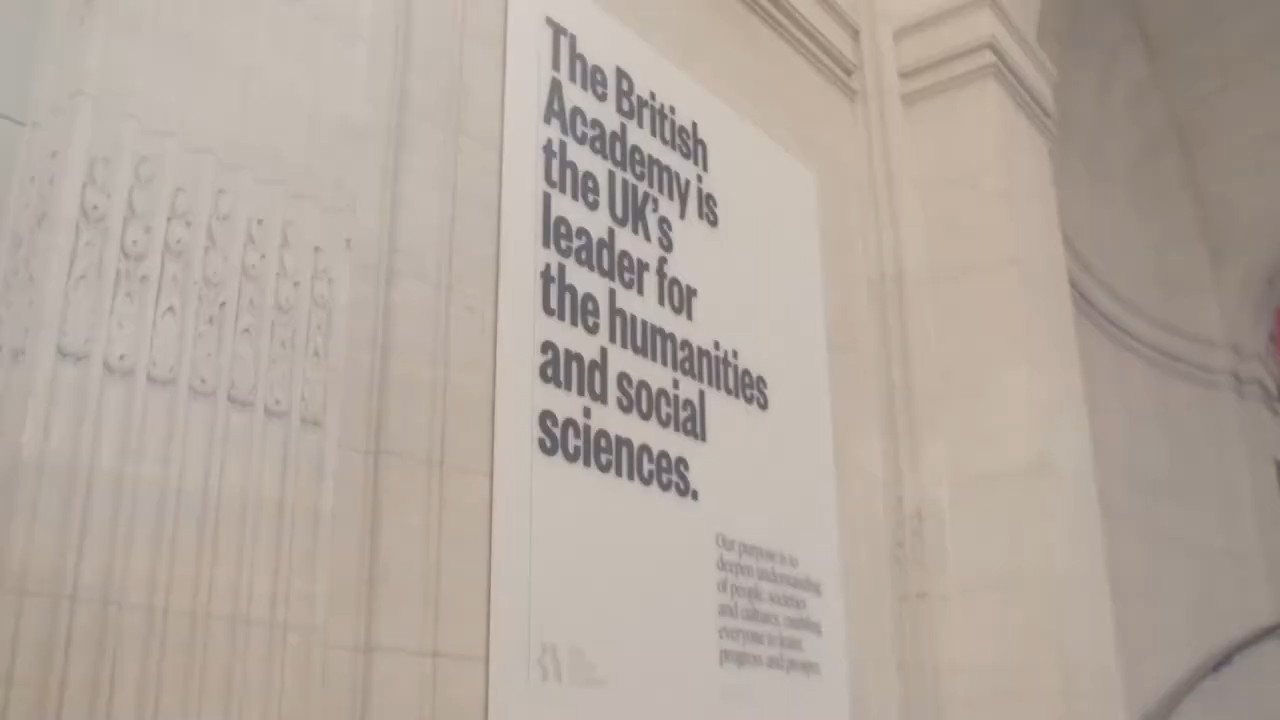 The British
Academy is
the UK's
leader for
the humanities
and social
sciences.
Our purpose is to
deepen understanding
of people, societies
and cultures, enabling
everyone to learn,
progress and prosper.